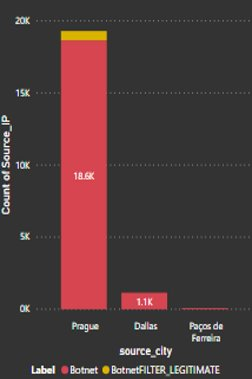 20K
15K
10K
5K
0K
Count of Source_IP
18.6K
1.1K
Prague
Dallas
Paços de
Ferreira
source_city
Label Botnet BotnetFILTER_LEGITIMATE